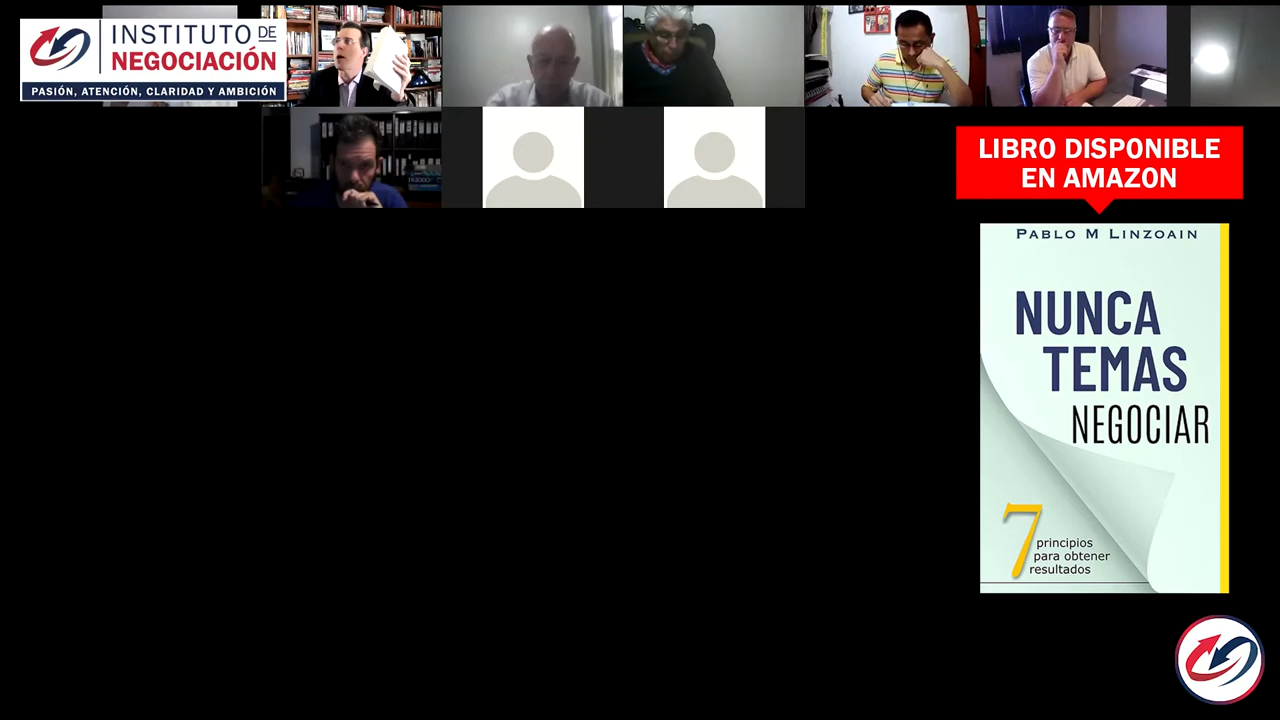 INSTITUTO DE
NEGOCIACIÓN
PASIÓN, ATENCIÓN, CLARIDAD Y AMBICIÓN
LIBRO DISPONIBLE
EN AMAZON
PABLO M LINZOAIN
NUNCA
TEMAS
NEGOCIAR
7
principios
para obtener
resultados